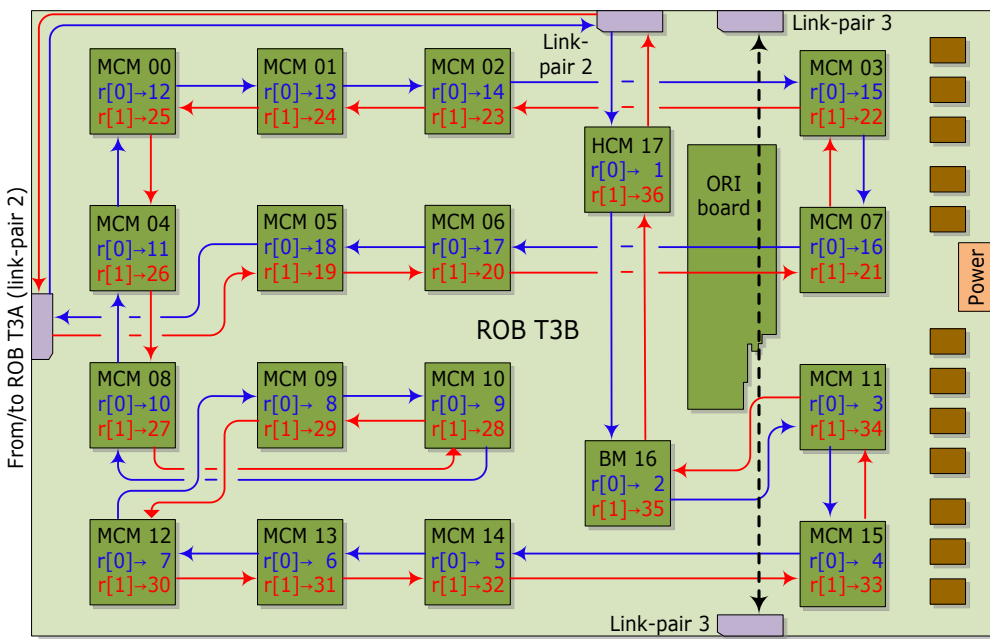 Link-pair 3
Link-
pair 2
MCM 00
r[0]→12
r[1]→25
MCM 01
r[0]→13
r[1]→24
MCM 02
r[0]→14
r[1]→23
MCM 03
r[0]→15
r[1]→22
HCM 17
r[0]→ 1
r[1]→36
ORI
board
MCM 04
r[0]→11
r[1]→26
MCM 05
r[0]→18
r[1]→19
MCM 06
r[0]→17
r[1]→20
MCM 07
r[0]→16
r[1]→21
From/to ROB T3A (link-pair 2)
Power
ROB T3B
MCM 08
r[0]→10
r[1]→27
MCM 09
r[0]→ 8
r[1]→29
MCM 10
r[0]→ 9
r[1]→28
MCM 11
r[0]→ 3
r[1]→34
BM 16
r[0]→ 2
r[1]→35
MCM 12
r[0]→ 7
r[1]→30
MCM 13
r[0]→ 6
r[1]→31
MCM 14
r[0]→ 5
r[1]→32
MCM 15
r[0]→ 4
r[1]→33
Link-pair 3